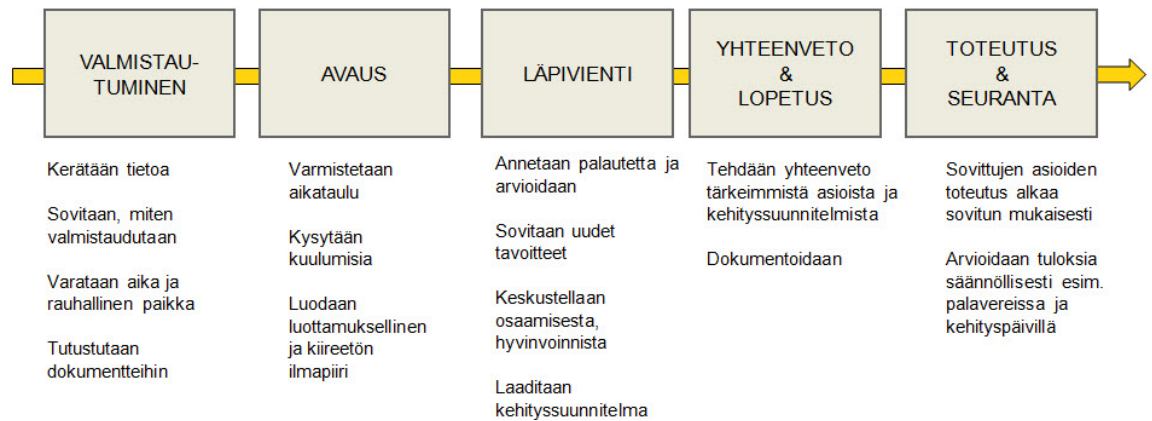 VALMISTAU-
TUMINEN
AVAUS
LÄPIVIENTI
YHTEENVETO
&
LOPETUS
TOTEUTUS
&
SEURANTA
Kerätään tietoa
Sovitaan, miten
valmistaudutaan
Varataan aika ja
rauhallinen paikka
Tutustutaan
dokumentteihin
Varmistetaan
aikataulu
Kysytään
kuulumisia
Luodaan
luottamuksellinen
ja kiireetön
ilmapiiri
Annetaan palautetta ja
arvioidaan
Sovitaan uudet
tavoitteet
Keskustellaan
osaamisesta,
hyvinvoinnista
Laaditaan
kehityssuunnitelma
Tehdään yhteenveto
tärkeimmistä asioista ja
kehityssuunnitelmista
Dokumentoidaan
Sovittujen asioiden
toteutus alkaa
sovitun mukaisesti
Arvioidaan tuloksia
säännöllisesti esim.
palavereissa ja
kehityspäivillä